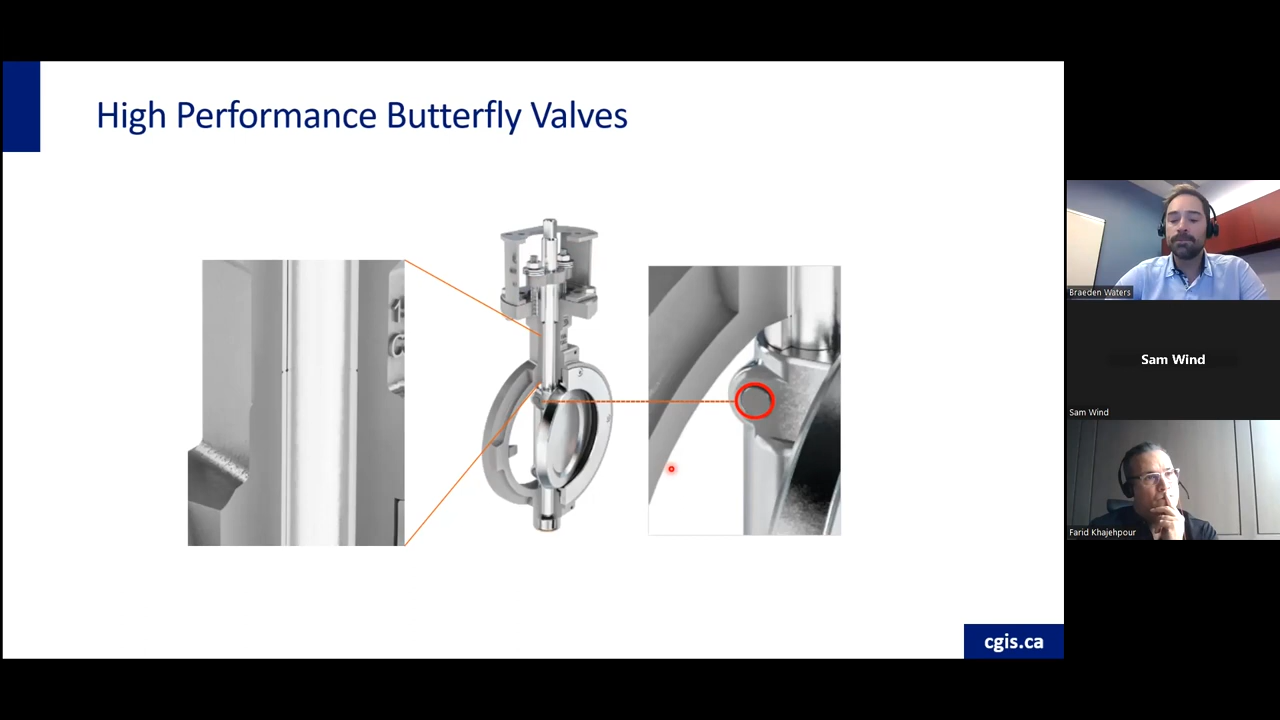 High Performance Butterfly Valves
cgis.ca
Braeden Waters
Sam Wind
Sam Wind
Farid Khajehpour